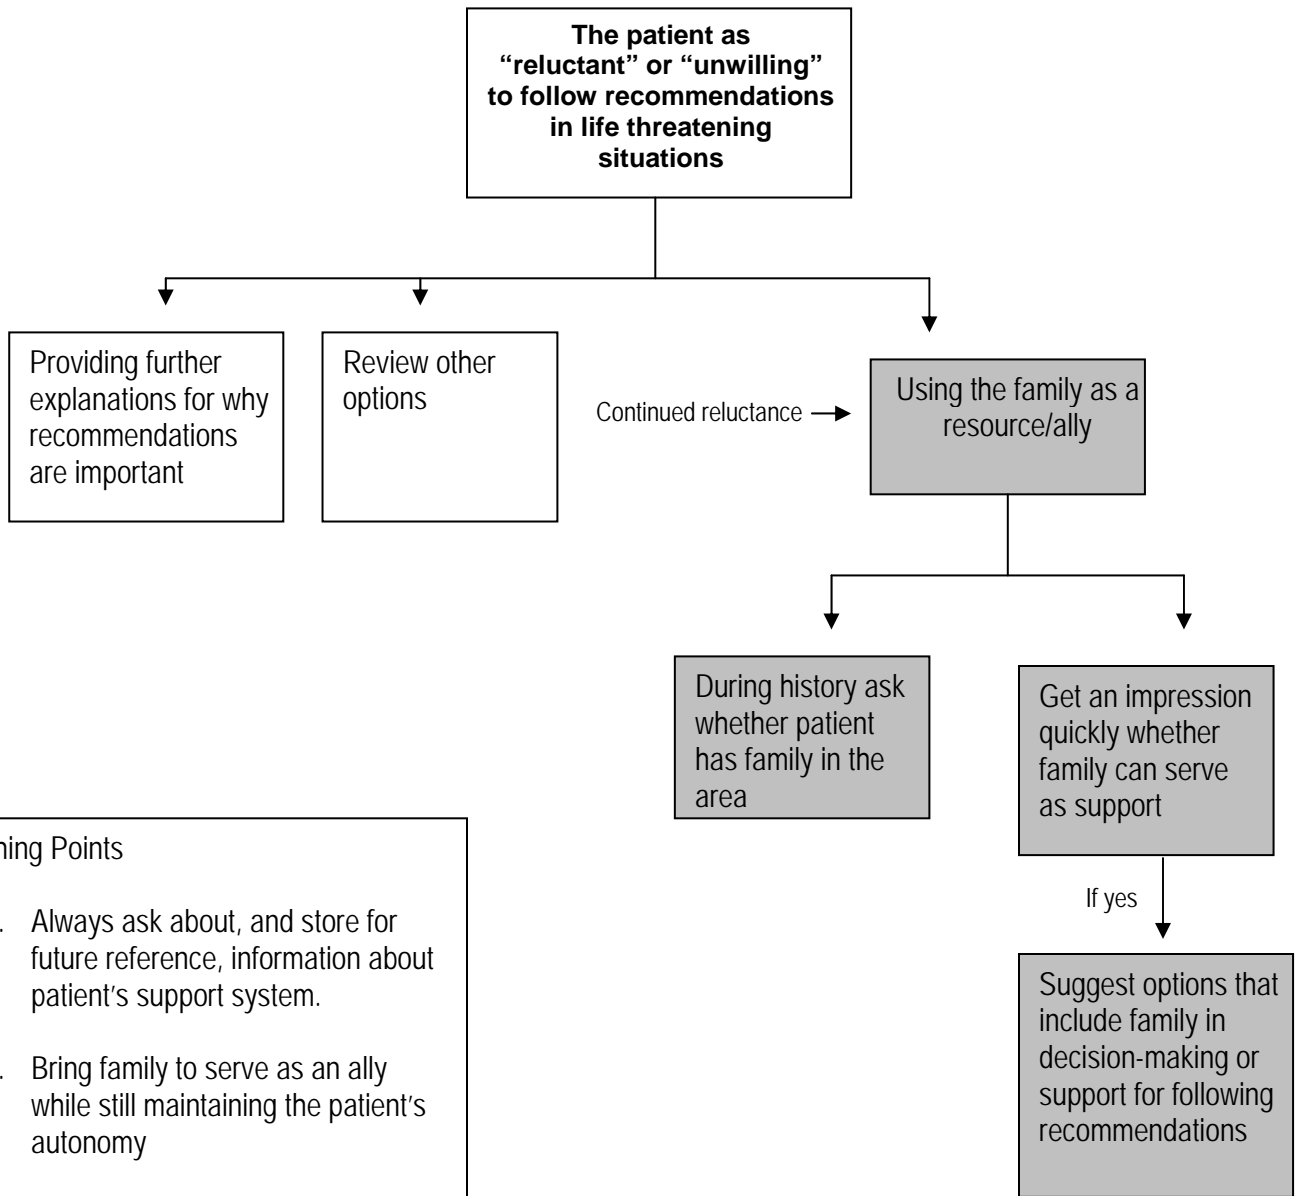 The patient as
“reluctant” or “unwilling”
to follow recommendations
in life threatening
situations
Providing further
explanations for why
recommendations
are important
Review other
options
Continued reluctance
Using the family as a
resource/ally
During history ask
whether patient
has family in the
area
Get an impression
quickly whether
family can serve
as support
If yes
Suggest options that
include family in
decision-making or
support for following
recommendations
Points
Always ask about, and store for
future reference, information about
patient’s support system.
Bring family to serve as an ally
while still maintaining the patient’s
autonomy